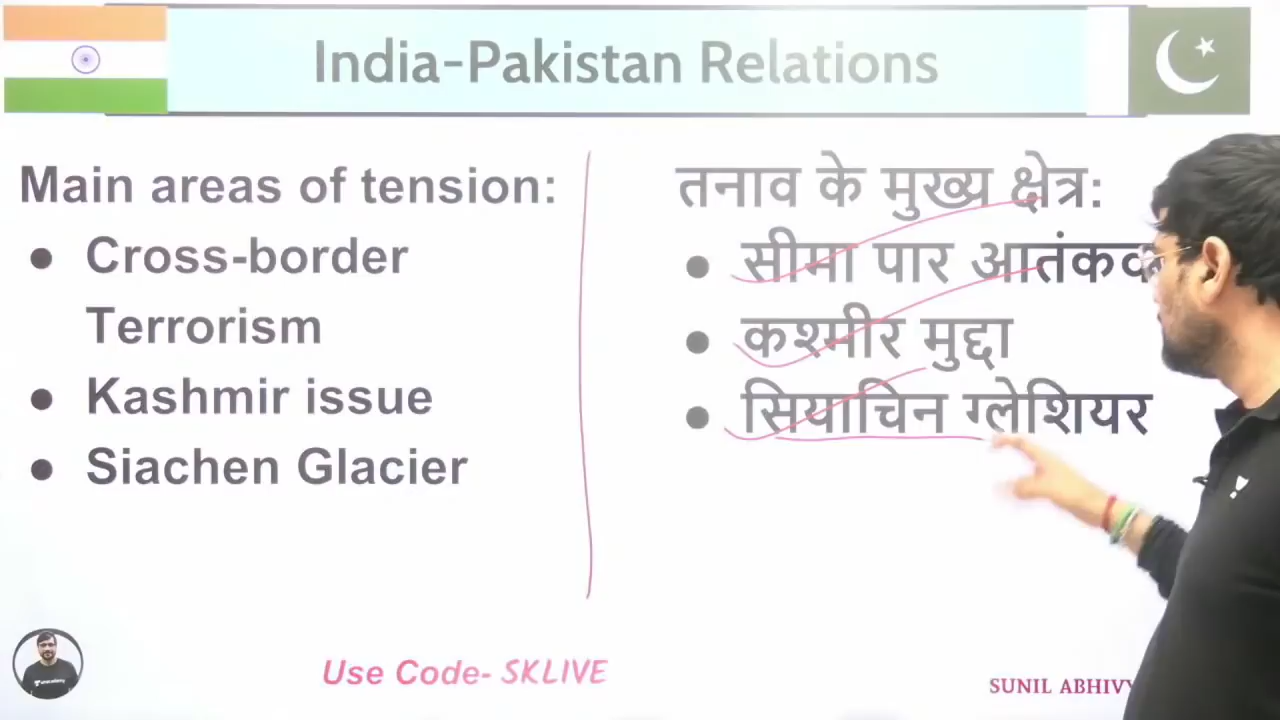 India-Pakistan Relations
Main areas of tension:
● Cross-border
Terrorism
● Kashmir issue
● Siachen Glacier
तनाव के मुख्य क्षेत्र:
● सीमा पार
● कश्मीर मुद्दा
● सियाचिन ग्लेशियर
Use Code- SKLIVE
SUNIL